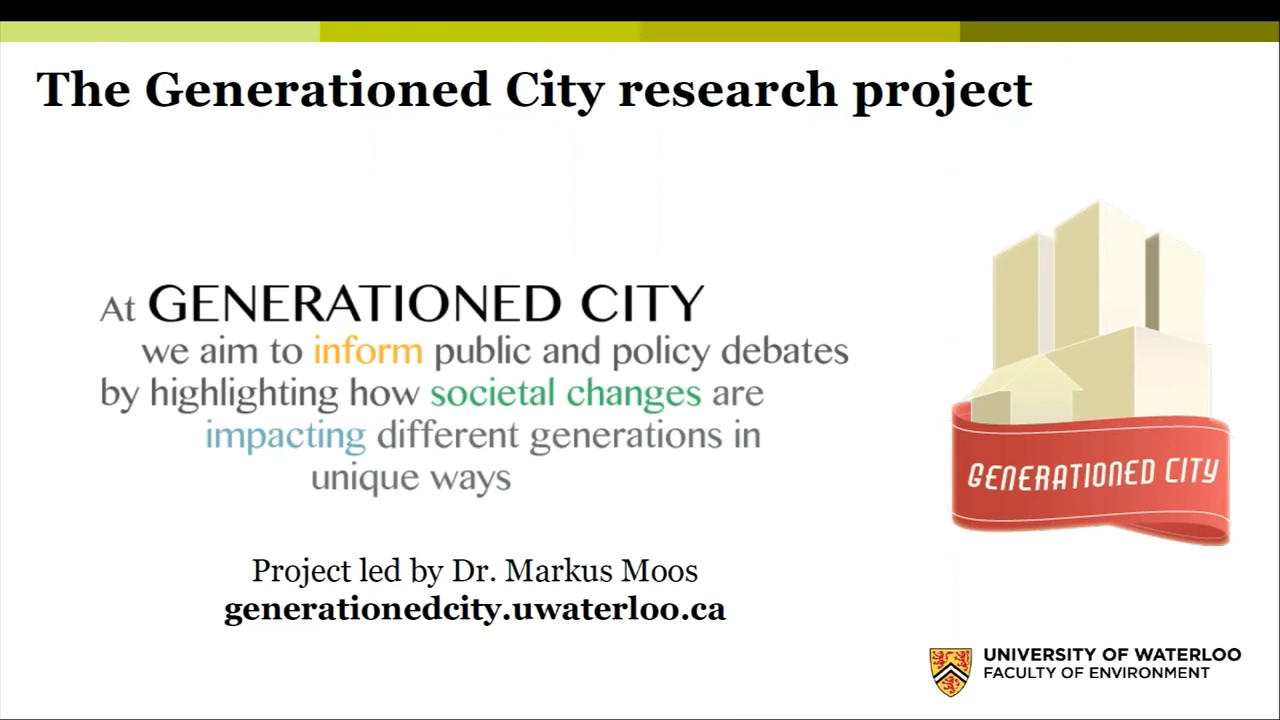 The Generationed City research project
At GENERATIONED CITY
we aim to inform public and policy debates
by highlighting how societal changes are
impacting different generations in
unique ways
GENERATIONED CITY
Project led by Dr. Markus Moos
generationedcity.uwaterloo.ca
UNIVERSITY OF WATERLOO
FACULTY OF ENVIRONMENT